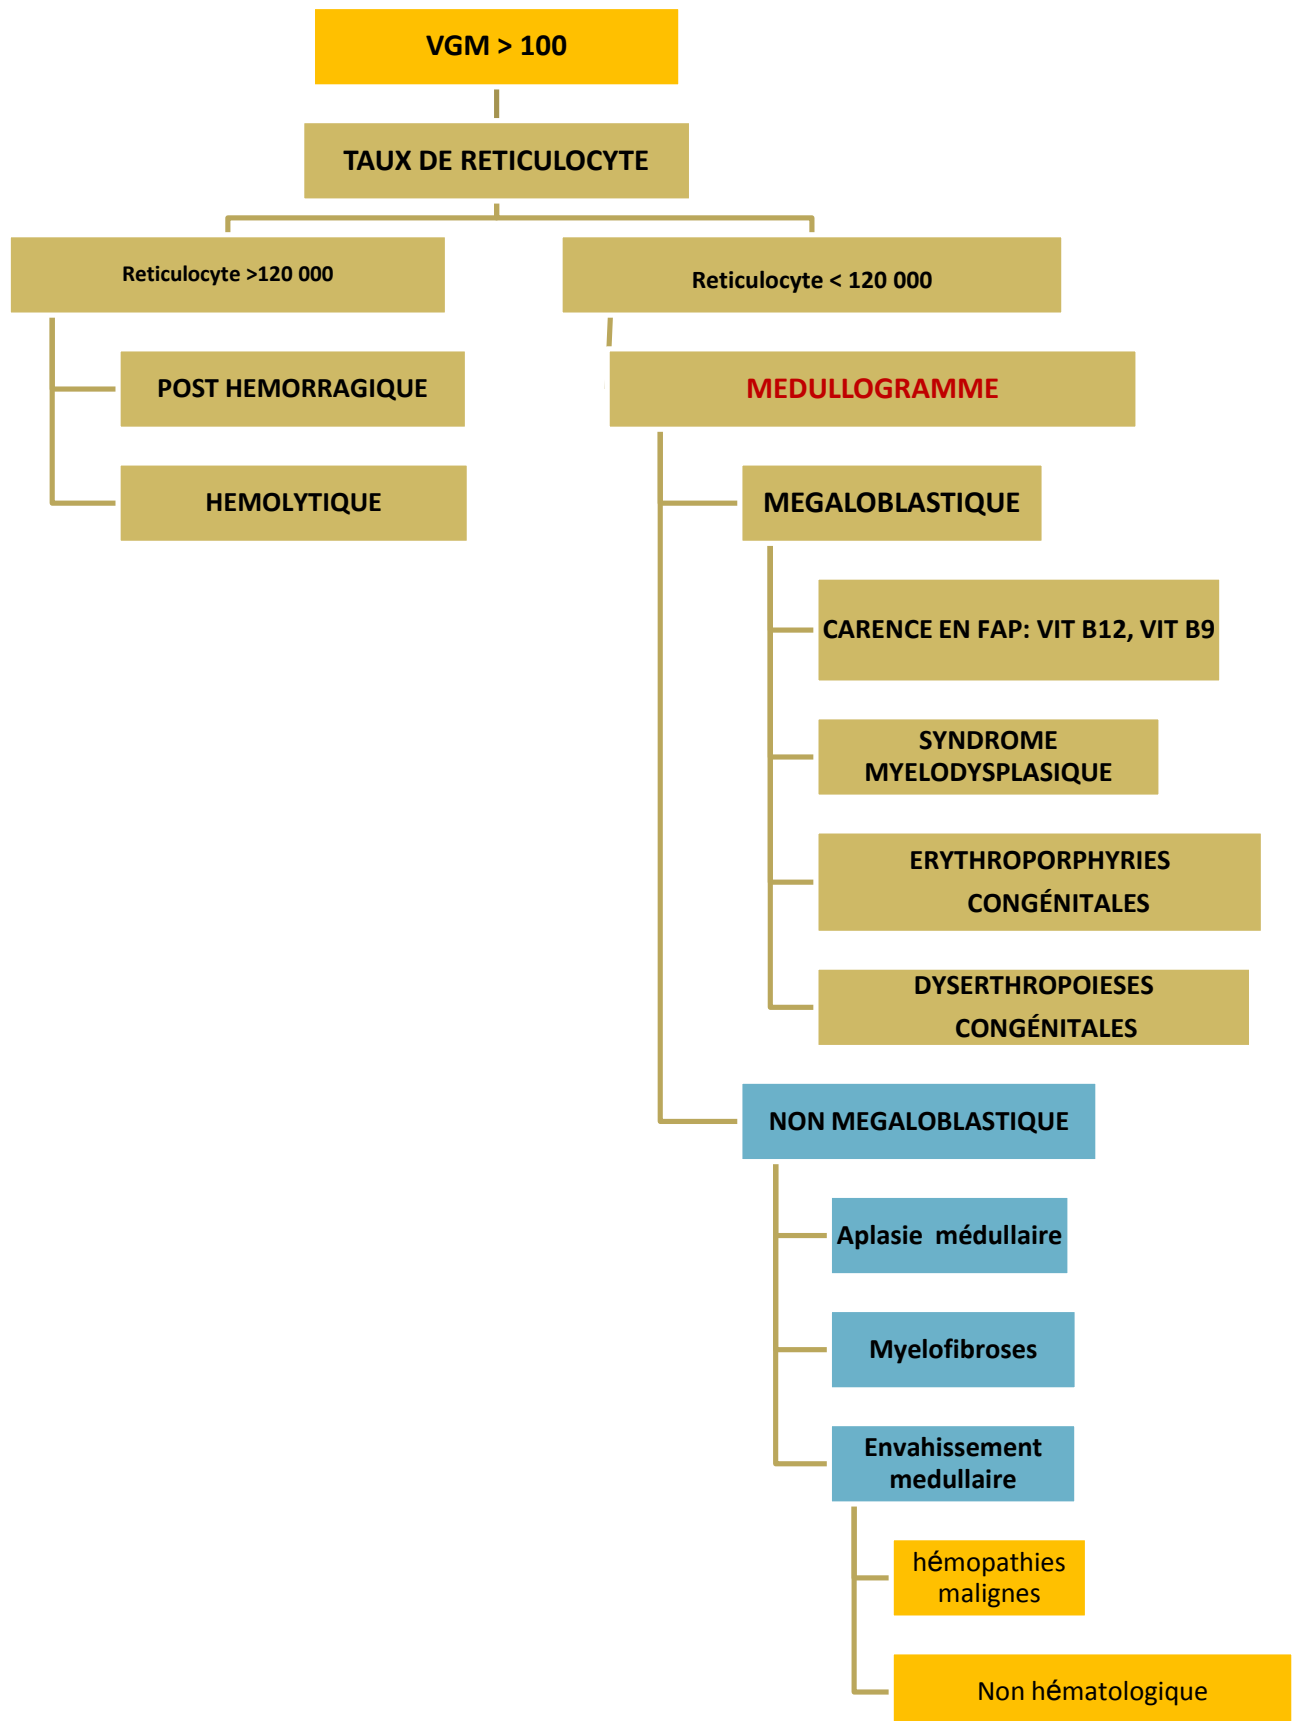 VGM > 100
TAUX DE RETICULOCYTE
Reticulocyte >120 000
Reticulocyte < 120 000
POST HEMORRAGIQUE
MEDULLOGRAMME
HEMOLYTIQUE
MEGALOBLASTIQUE
CARENCE EN FAP: VIT B12, VIT B9
SYNDROME
MYELODYSPLASIQUE
ERYTHROPORPHYRIES
CONGÉNITALES
DYSERTHROPOIESES
CONGÉNITALES
NON MEGALOBLASTIQUE
Aplasie médullaire
Myelofibroses
Envahissement
medullaire
hémopathies
malignes
Non hématologique